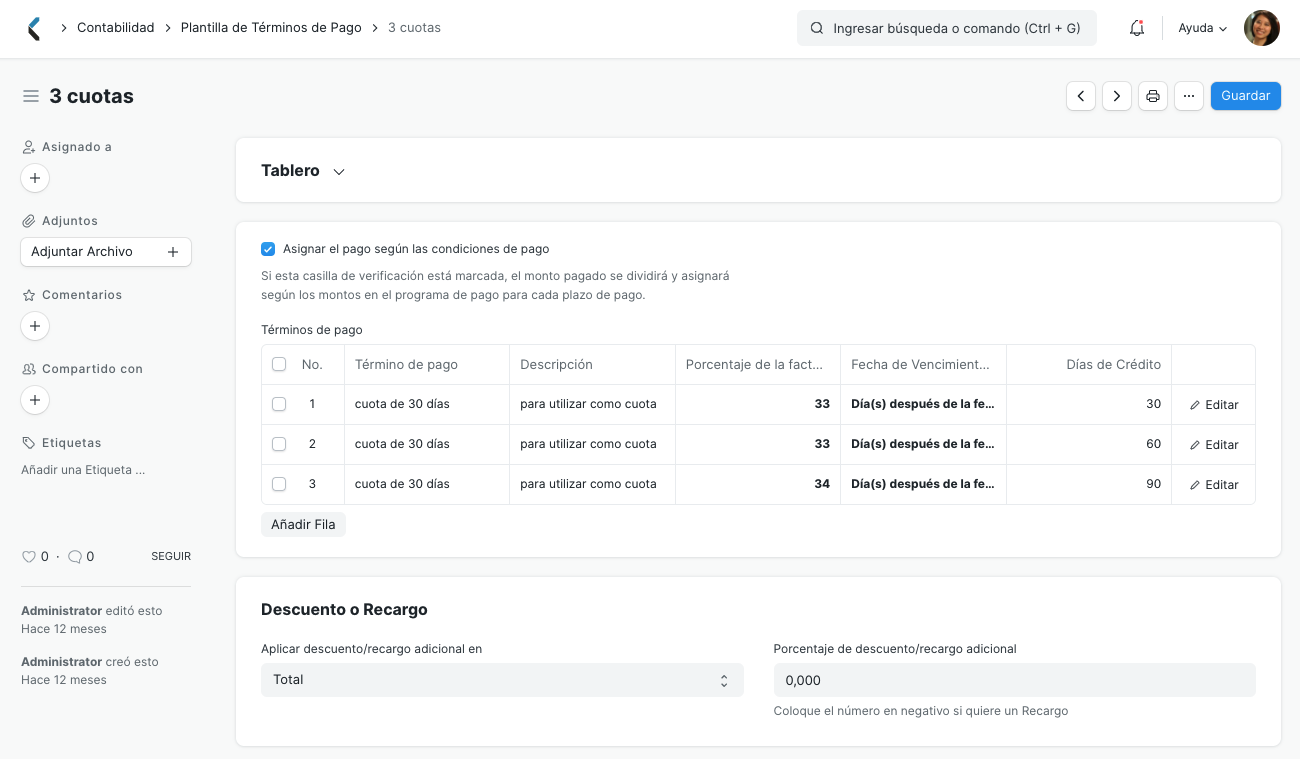 Contabilidad
Plantilla de Términos de Pago
3 cuotas
Ingresar búsqueda o comando (Ctrl + G)
Ayuda
3 cuotas
Guardar
Asignado a
Adjuntos
Adjuntar Archivo
Comentarios
Compartido con
Etiquetas
Añadir una Etiqueta ...
0 · 0 SEGUIR
Administrator editó esto
Hace 12 meses
Administrator creó esto
Hace 12 meses
Tablero
Asignar el pago según las condiciones de pago
Si esta casilla de verificación está marcada, el monto pagado se dividirá y asignará
según los montos en el programa de pago para cada plazo de pago.
Términos de pago
No. Término de pago Descripción Porcentaje de la fact... Fecha de Vencimient... Días de Crédito
1 cuota de 30 días para utilizar como cuota 33 Día(s) después de la fe... 30 Editar
2 cuota de 30 días para utilizar como cuota 33 Día(s) después de la fe... 60 Editar
3 cuota de 30 días para utilizar como cuota 34 Día(s) después de la fe... 90 Editar
Añadir Fila
Descuento o Recargo
Aplicar descuento/recargo adicional en
Total
Porcentaje de descuento/recargo adicional
0,000
Coloque el número en negativo si quiere un Recargo